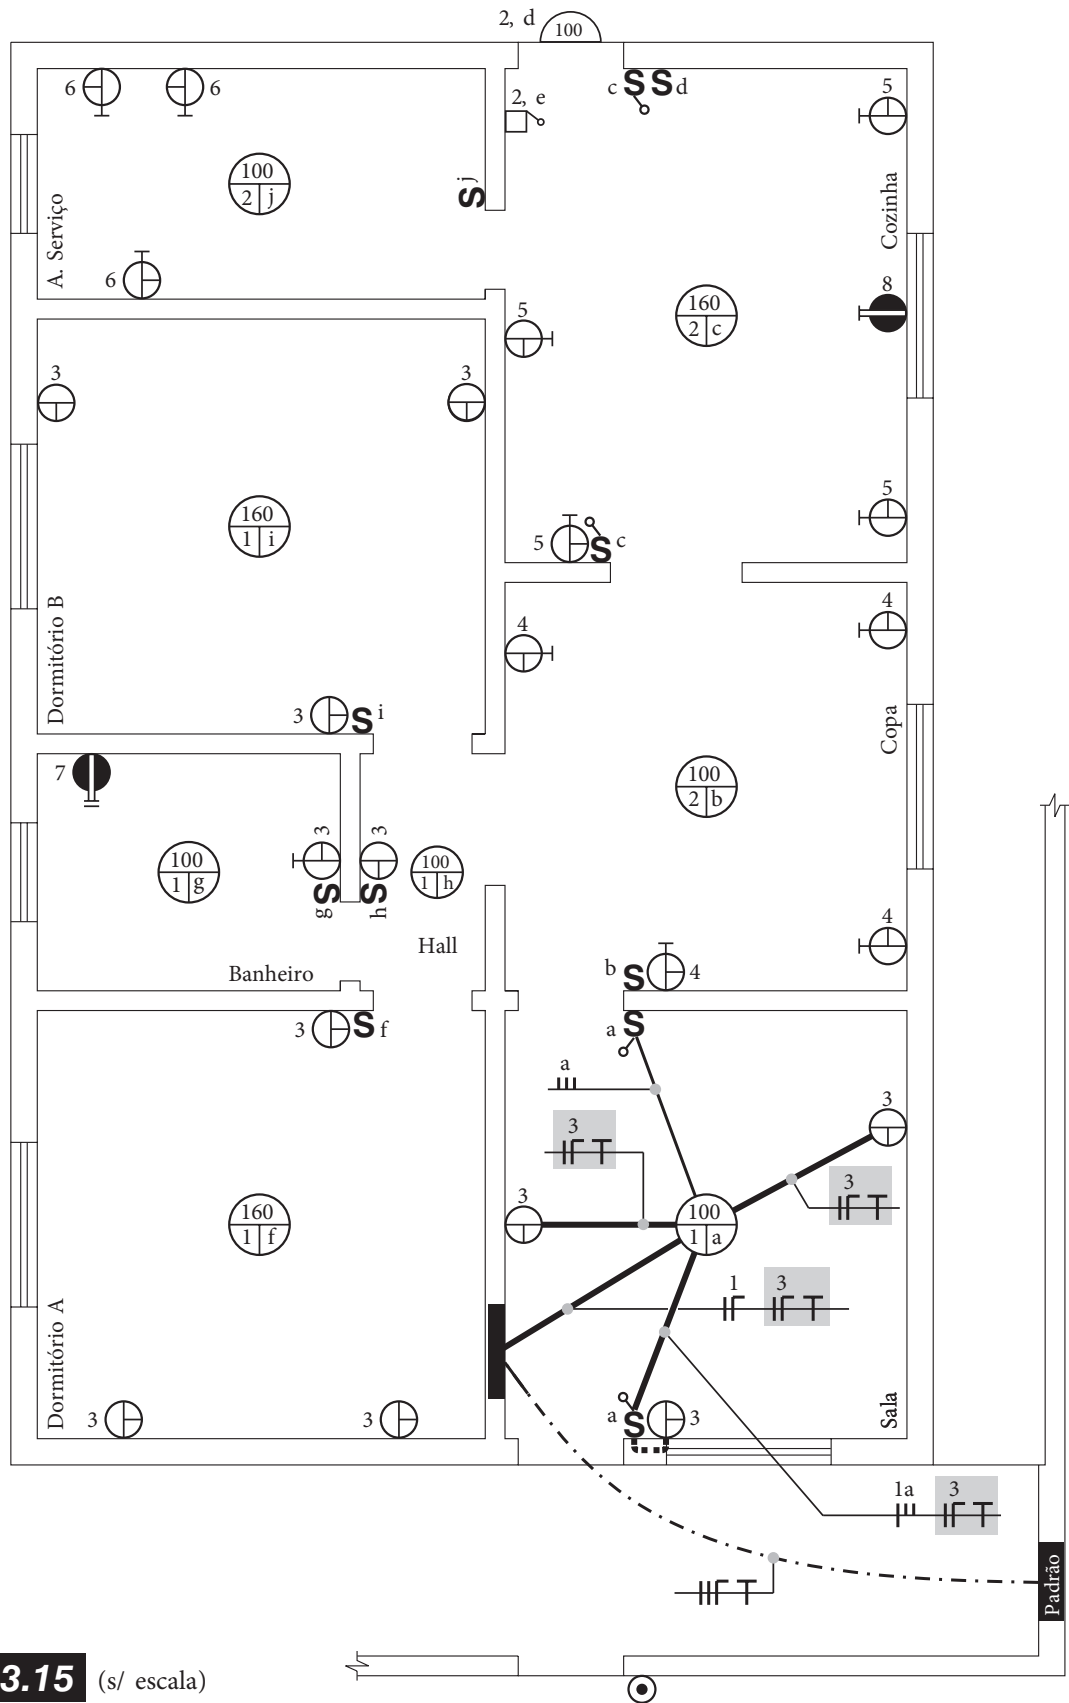 2, d
100
c S S d
6
6
2, e
5
100
2 j
S j
A. Serviço
Cozinha
6
8
5
160
2 c
3
3
5
160
1 i
5 S c
4
4
Dormitório B
3 S i
Copa
7
100
2 b
3
3
100
1 g
100
1 h
S g
S h
4
Hall
Banheiro
b S 4
3 S f
a S
a
3
3
3
3
160
1 f
100
1 a
1 3
Dormitório A
Sala
3
3
a S 3
1a 3
Padrão
3.15 (s/ escala)